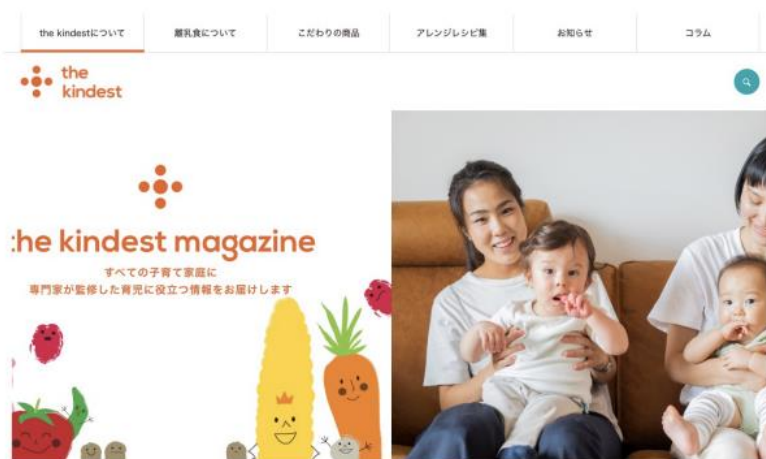 the kindestについて
離乳食について
こだわりの商品
アレンジレシピ集
お知らせ
コラム
the
kindest
the kindest magazine
すべての子育て家庭に
専門家が監修した育児に役立つ情報をお届けします